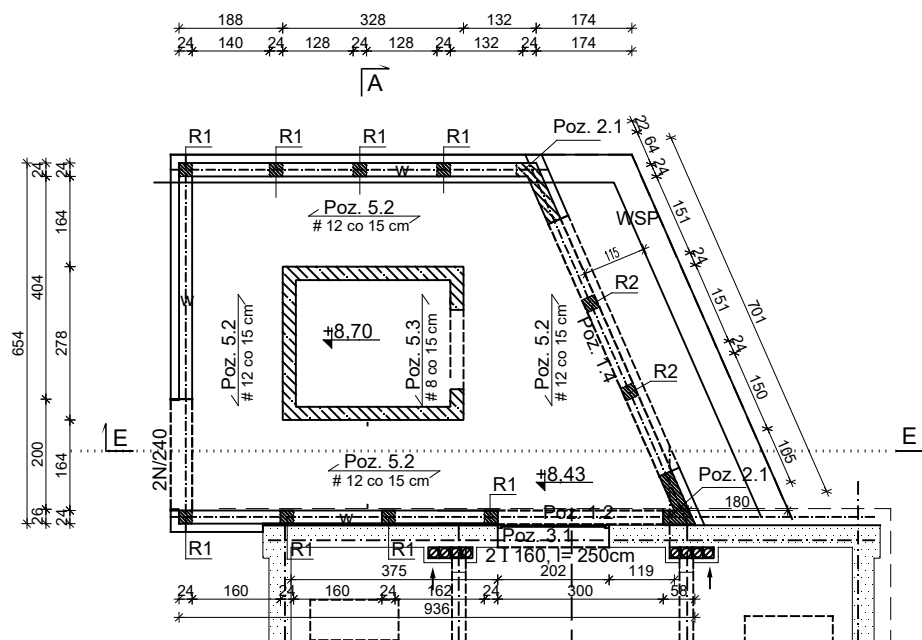 188 328 132 174
24 140 24 128 24 128 24 132 24 174
A
R1 R1 R1 R1 Poz. 2.1
22 64 24 151 24 151 24 150 105
701
W
WSP
115
Poz. 5.2
# 12 co 15 cm
24 164 278 164 24
24 404 200 26
654
W
Poz. 5.2
# 12 co 15 cm
+8,70
Poz. 5.3
# 8 co 15 cm
Poz. 5.2
# 12 co 15 cm
R2
Poz. 1.4
R2
E E
2N/240
Poz. 5.2
# 12 co 15 cm
+8,43
R1
Poz. 2.1
180
W
Poz. 1.2
Poz. 3.1
R1 R1 R1
2 I 160, l= 250cm
375 202 119
24 160 24 160 24 162 24 300 58
936